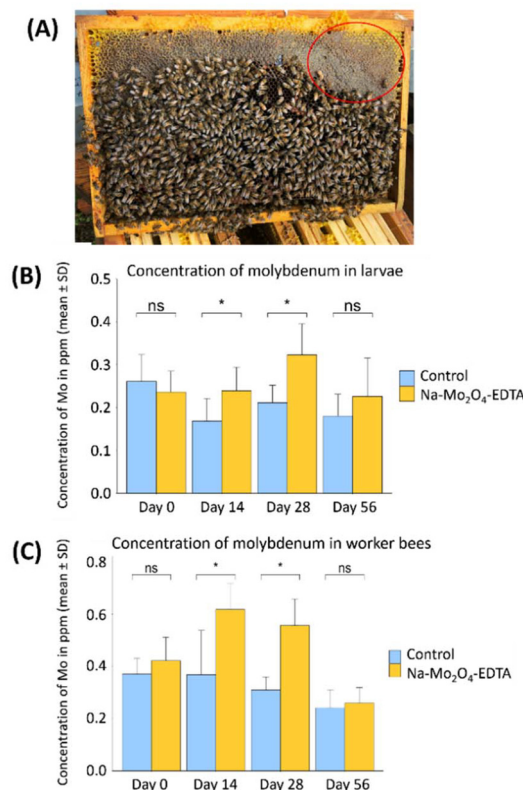 (A)
(B)
Concentration of molybdenum in larvae
Concentration of Mo in ppm (mean ± SD)
0.5
0.4
0.3
0.2
0.1
0.0
ns
*
*
ns
Control
Na-Mo₂O₄-EDTA
Day 0 Day 14 Day 28 Day 56
(C)
Concentration of molybdenum in worker bees
Concentration of Mo in ppm (mean ± SD)
0.8
0.6
0.4
0.2
0.0
ns
*
*
ns
Control
Na-Mo₂O₄-EDTA
Day 0 Day 14 Day 28 Day 56